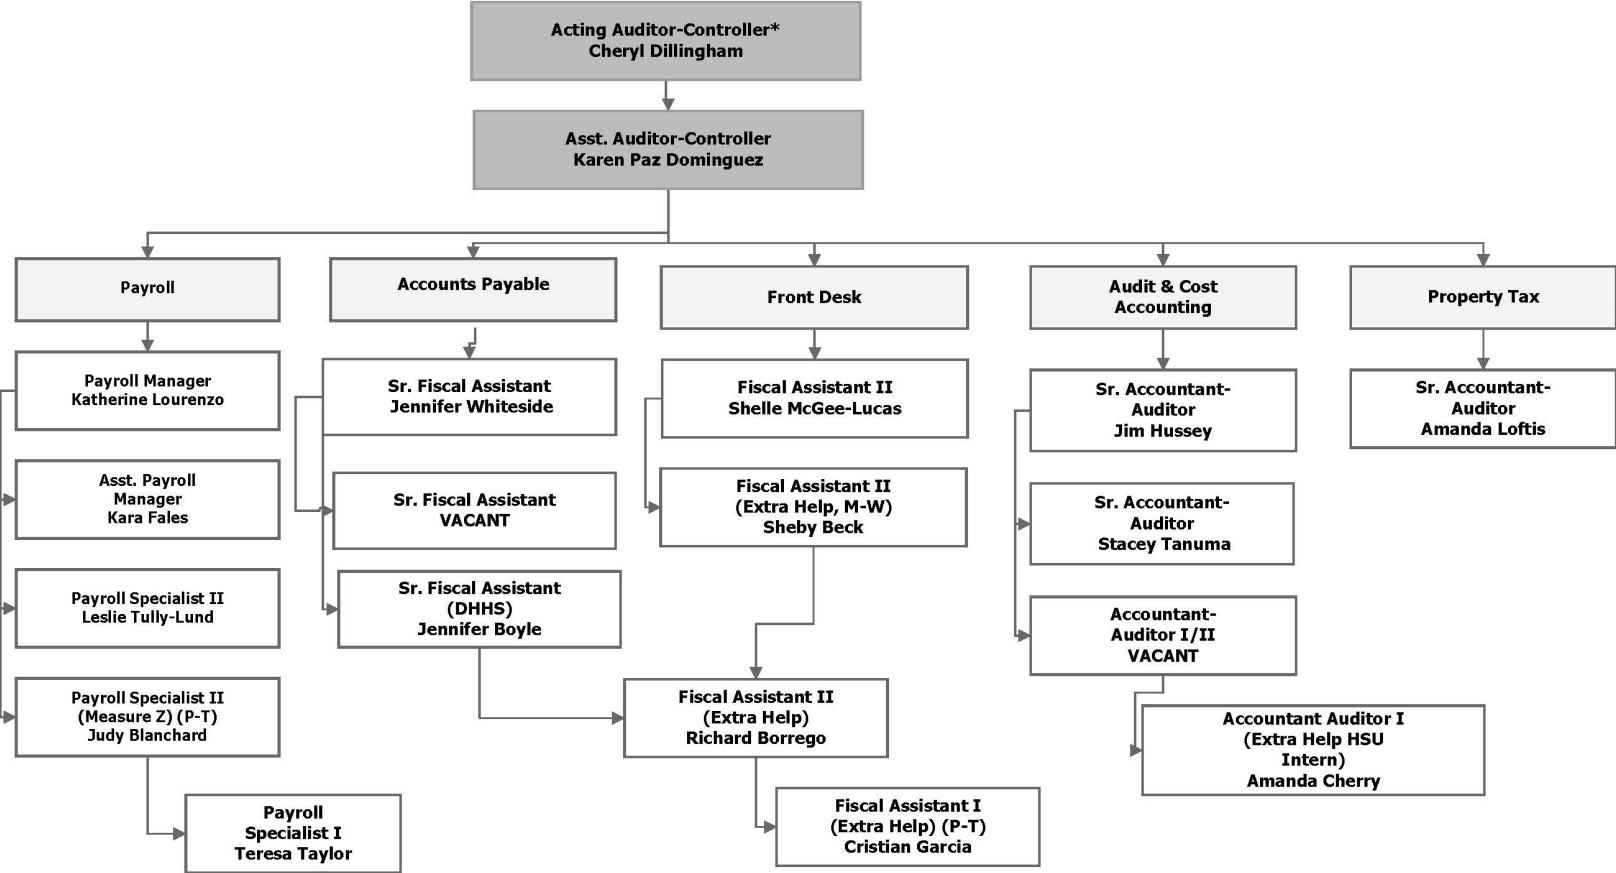 Acting Auditor-Controller*
Cheryl Dillingham
Asst. Auditor-Controller
Karen Paz Dominguez
Payroll
Payroll Manager
Katherine Lourenzo
Asst. Payroll
Manager
Kara Fales
Payroll Specialist II
Leslie Tully-Lund
Payroll Specialist II
(Measure Z) (P-T)
Judy Blanchard
Payroll
Specialist I
Teresa Taylor
Accounts Payable
Sr. Fiscal Assistant
Jennifer Whiteside
Sr. Fiscal Assistant
VACANT
Sr. Fiscal Assistant
(DHHS)
Jennifer Boyle
Front Desk
Fiscal Assistant II
Shelle McGee-Lucas
Fiscal Assistant II
(Extra Help, M-W)
Sheby Beck
Fiscal Assistant II
(Extra Help)
Richard Borrego
Fiscal Assistant I
(Extra Help) (P-T)
Cristian Garcia
Audit & Cost
Accounting
Sr. Accountant-
Auditor
Jim Hussey
Sr. Accountant-
Auditor
Stacey Tanuma
Accountant-
Auditor I/II
VACANT
Accountant Auditor I
(Extra Help HSU
Intern)
Amanda Cherry
Property Tax
Sr. Accountant-
Auditor
Amanda Loftis